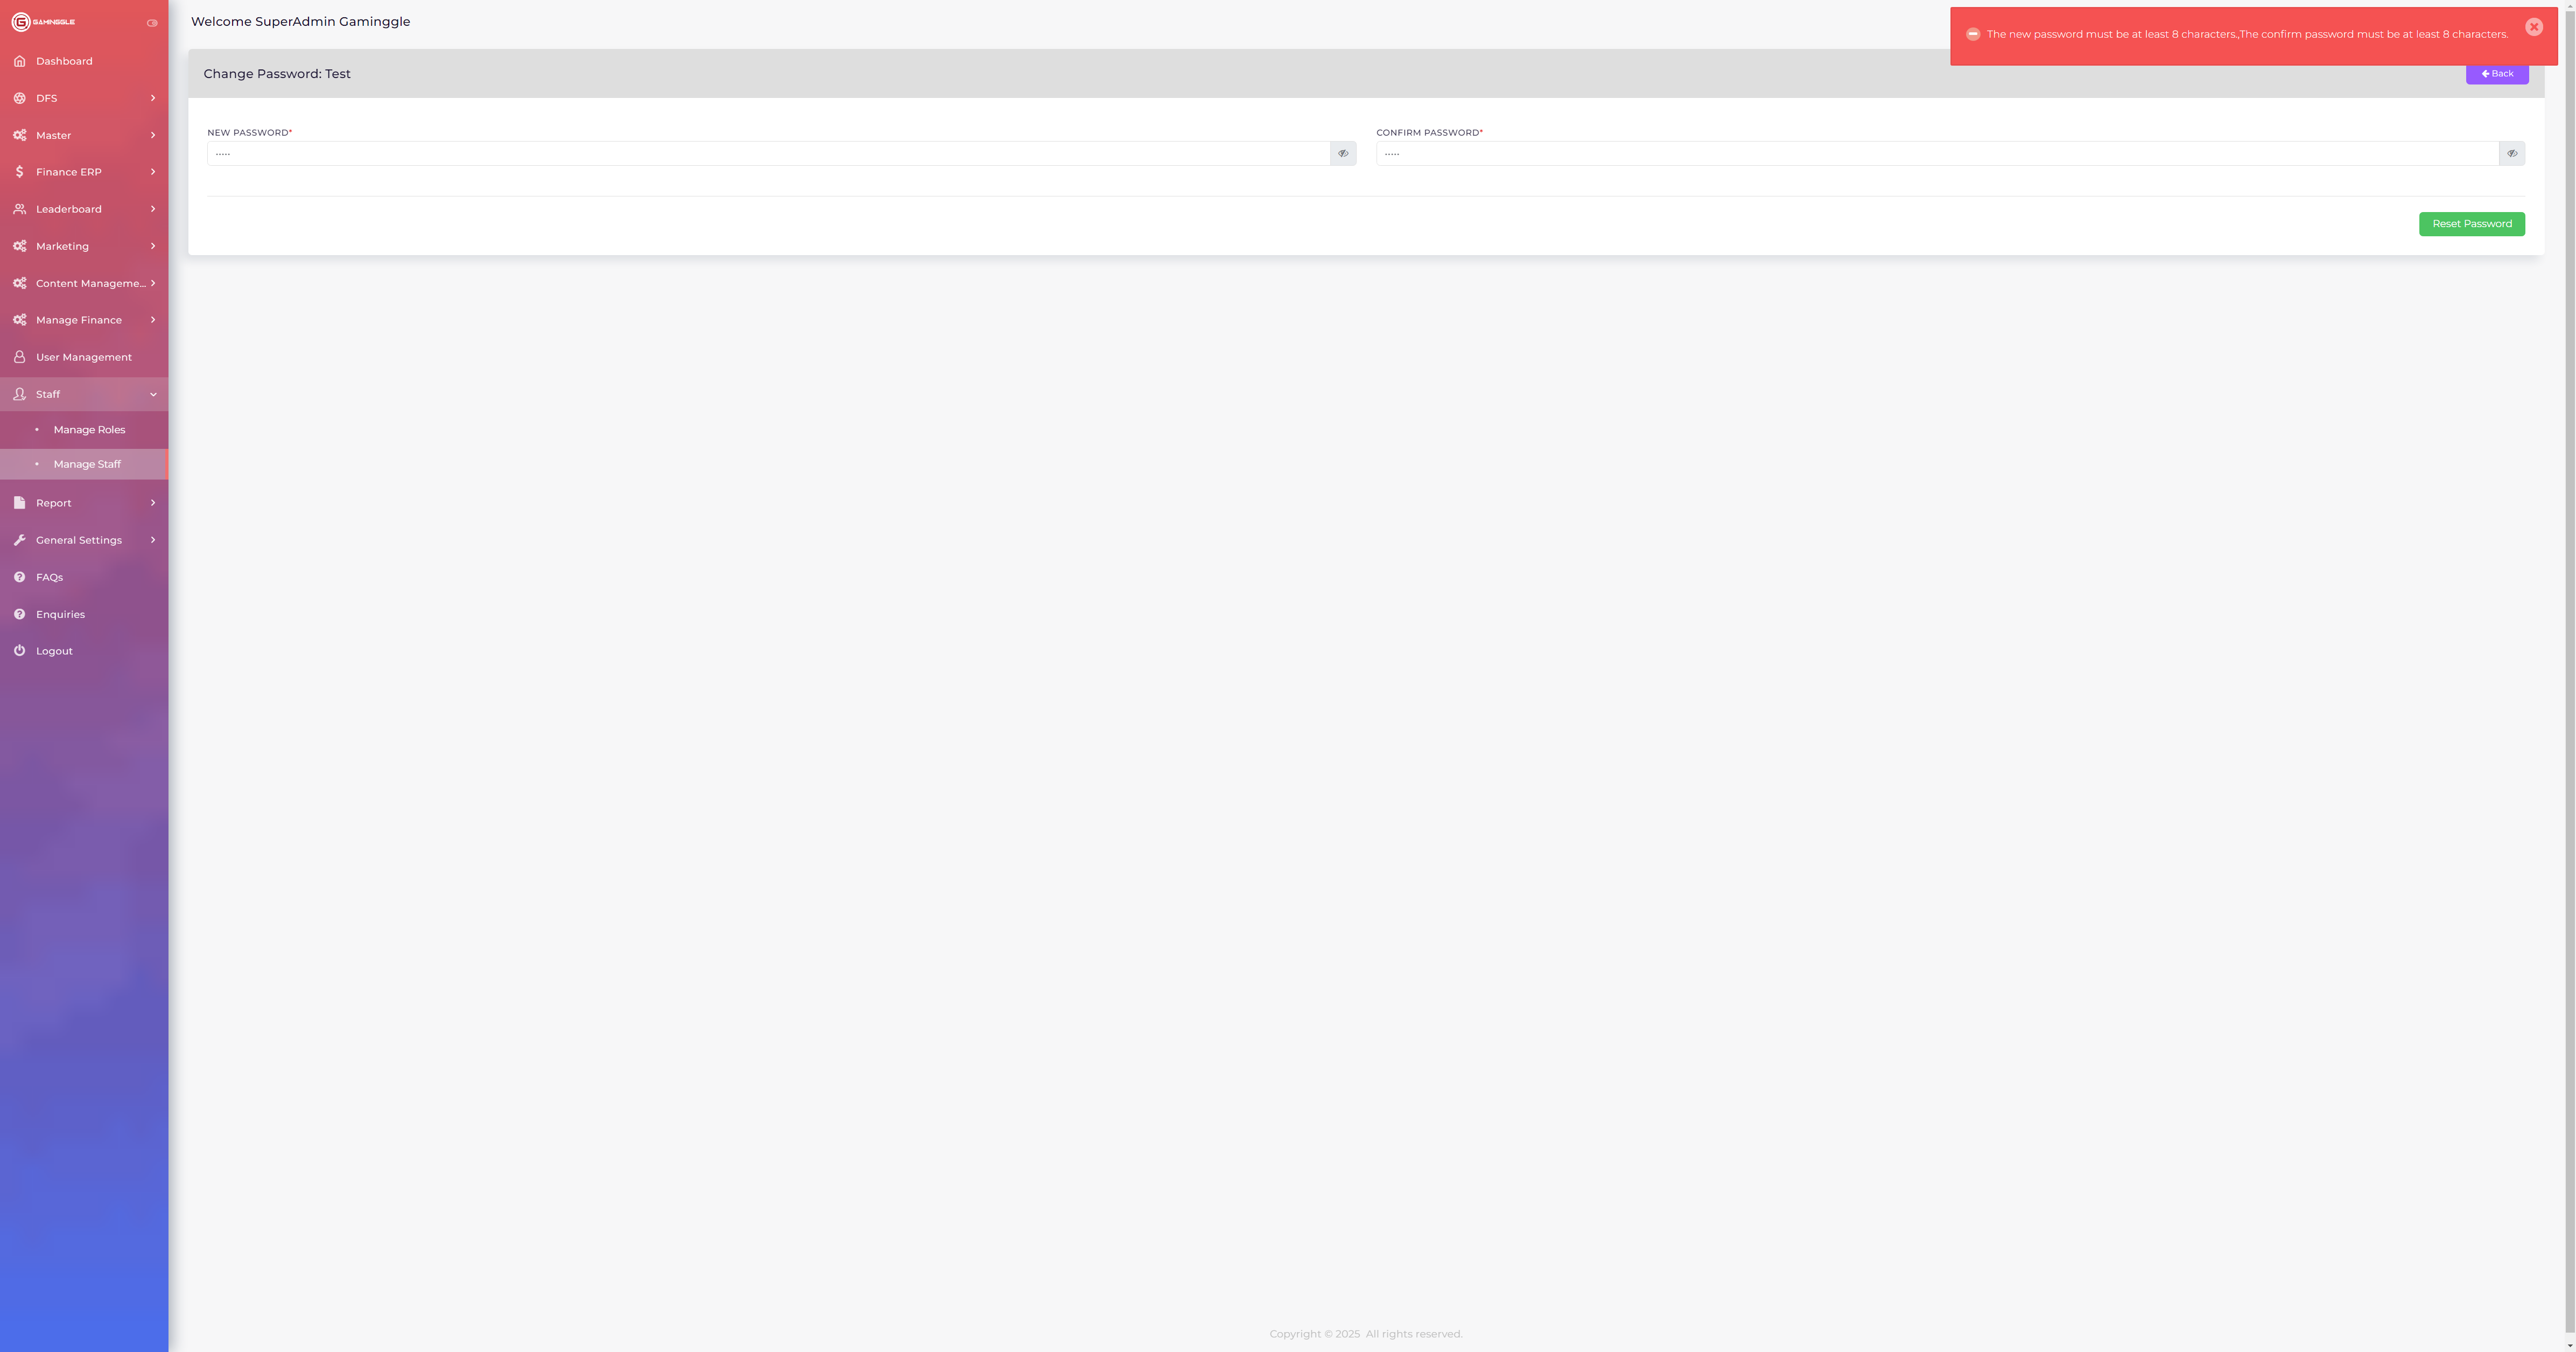 GAMINGGLE
Welcome SuperAdmin Gaminggle
The new password must be at least 8 characters.,The confirm password must be at least 8 characters.
Change Password: Test
Back
Dashboard
DFS
Master
Finance ERP
Leaderboard
Marketing
Content Manageme...
Manage Finance
User Management
Staff
Manage Roles
Manage Staff
Report
General Settings
FAQs
Enquiries
Logout
NEW PASSWORD*
CONFIRM PASSWORD*
Reset Password
Copyright © 2025 All rights reserved.